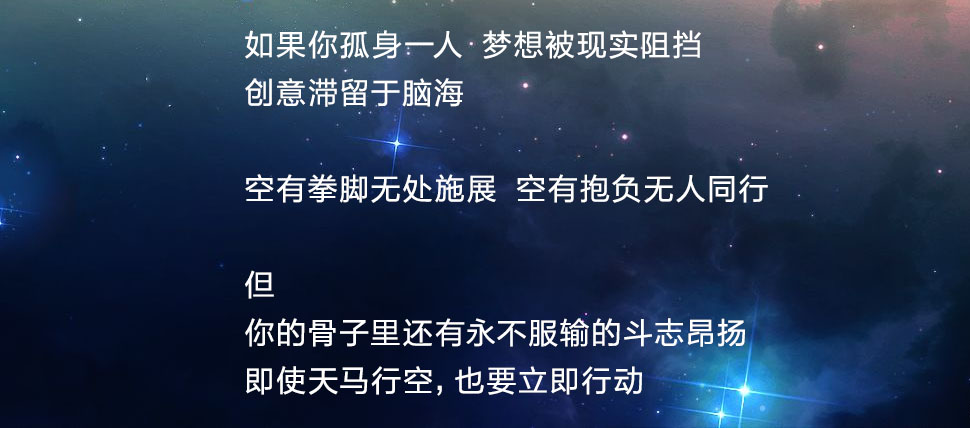 如果你孤身一人 梦想被现实阻挡
创意滞留于脑海
空有拳脚无处施展 空有抱负无人同行
但
你的骨子里还有永不服输的斗志昂扬
即使天马行空，也要立即行动